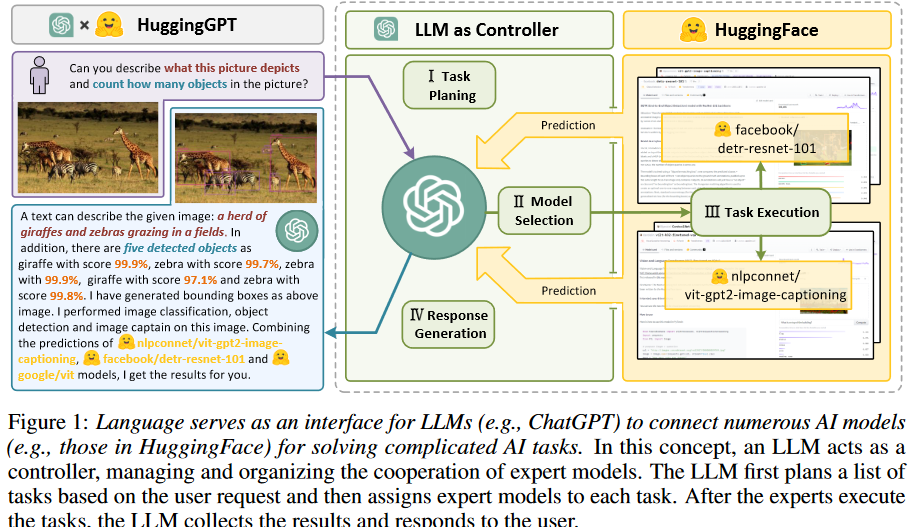 HuggingGPT
LLM as Controller
HuggingFace
Can you describe what this picture depicts
and count how many objects in the picture?
A text can describe the given image: a herd of
giraffes and zebras grazing in a fields. In
addition, there are five detected objects as
giraffe with score 99.9%, zebra with score 99.7%, zebra
with 99.9%, giraffe with score 97.1% and zebra with
score 99.8%. I have generated bounding boxes as above
image. I performed image classification, object
detection and image captain on this image. Combining
the predictions of nlpconnect/vit-gpt2-image-
captioning, facebook/detr-resnet-101 and
google/vit models, I get the results for you.
I Task
Planing
II Model
Selection
IV Response
Generation
Prediction
Prediction
facebook/
detr-resnet-101
III Task Execution
nlpconnect/
vit-gpt2-image-captioning
Figure 1: Language serves as an interface for LLMs (e.g., ChatGPT) to connect numerous AI models
(e.g., those in HuggingFace) for solving complicated AI tasks. In this concept, an LLM acts as a
controller, managing and organizing the cooperation of expert models. The LLM first plans a list of
tasks based on the user request and then assigns expert models to each task. After the experts execute
the tasks, the LLM collects the results and responds to the user.